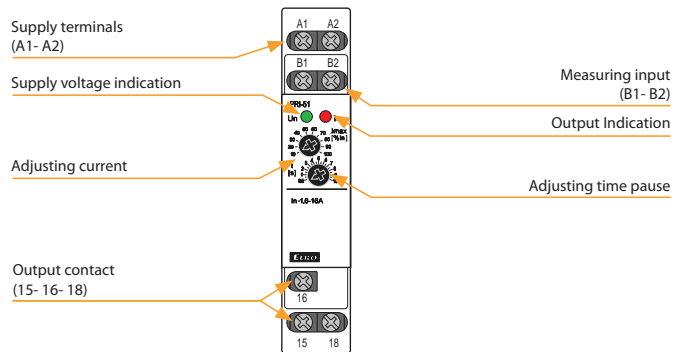 Supply terminals
(A1- A2)
A1 A2
B1 B2
Supply voltage indication
Measuring input
(B1- B2)
PRI-51
Un
Output Indication
Imax
[%In]
Adjusting current
[s]
Adjusting time pause
In -1.6-16A
ELKO
Output contact
(15- 16- 18)
16
15 18